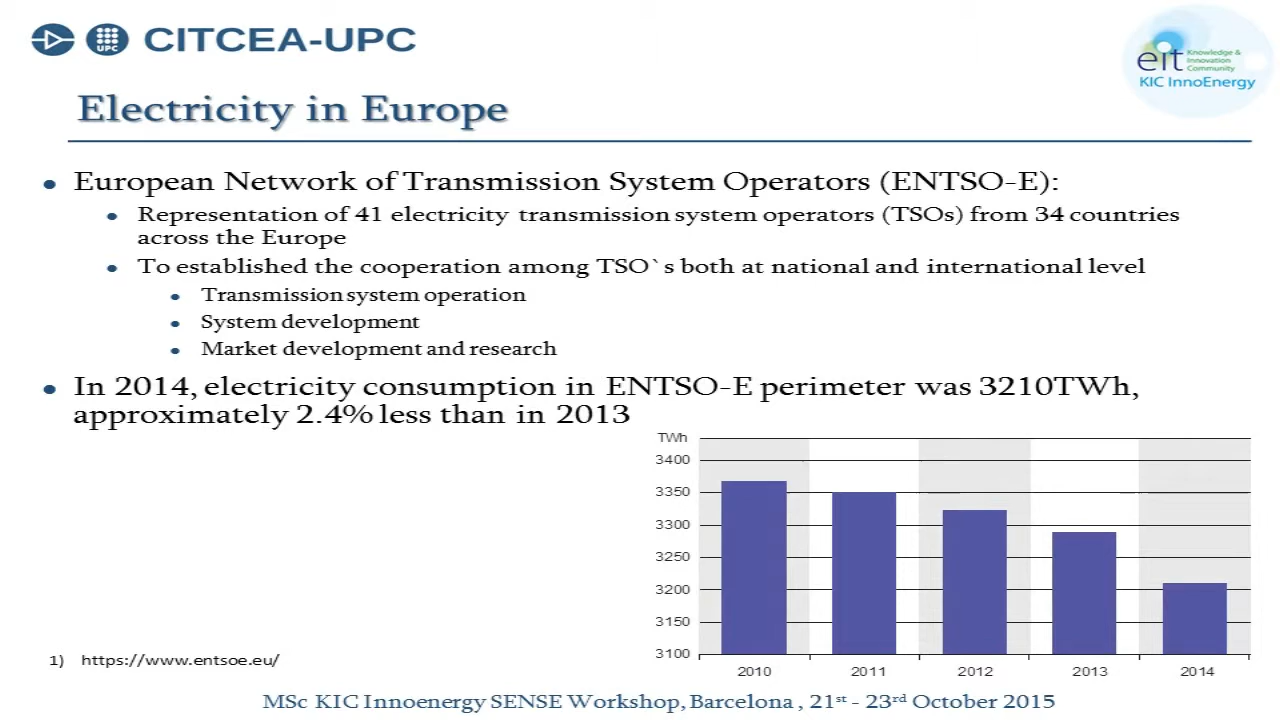 UPC CITCEA-UPC
eit Knowledge &
Innovation
Community
KIC InnoEnergy
Electricity in Europe
European Network of Transmission System Operators (ENTSO-E):
Representation of 41 electricity transmission system operators (TSOs) from 34 countries
across the Europe
To established the cooperation among TSO`s both at national and international level
Transmission system operation
System development
Market development and research
In 2014, electricity consumption in ENTSO-E perimeter was 3210TWh,
approximately 2.4% less than in 2013
TWh
3400
3350
3300
3250
3200
3150
3100
2010 2011 2012 2013 2014
1) https://www.entsoe.eu/
MSc KIC Innoenergy SENSE Workshop, Barcelona , 21st - 23rd October 2015